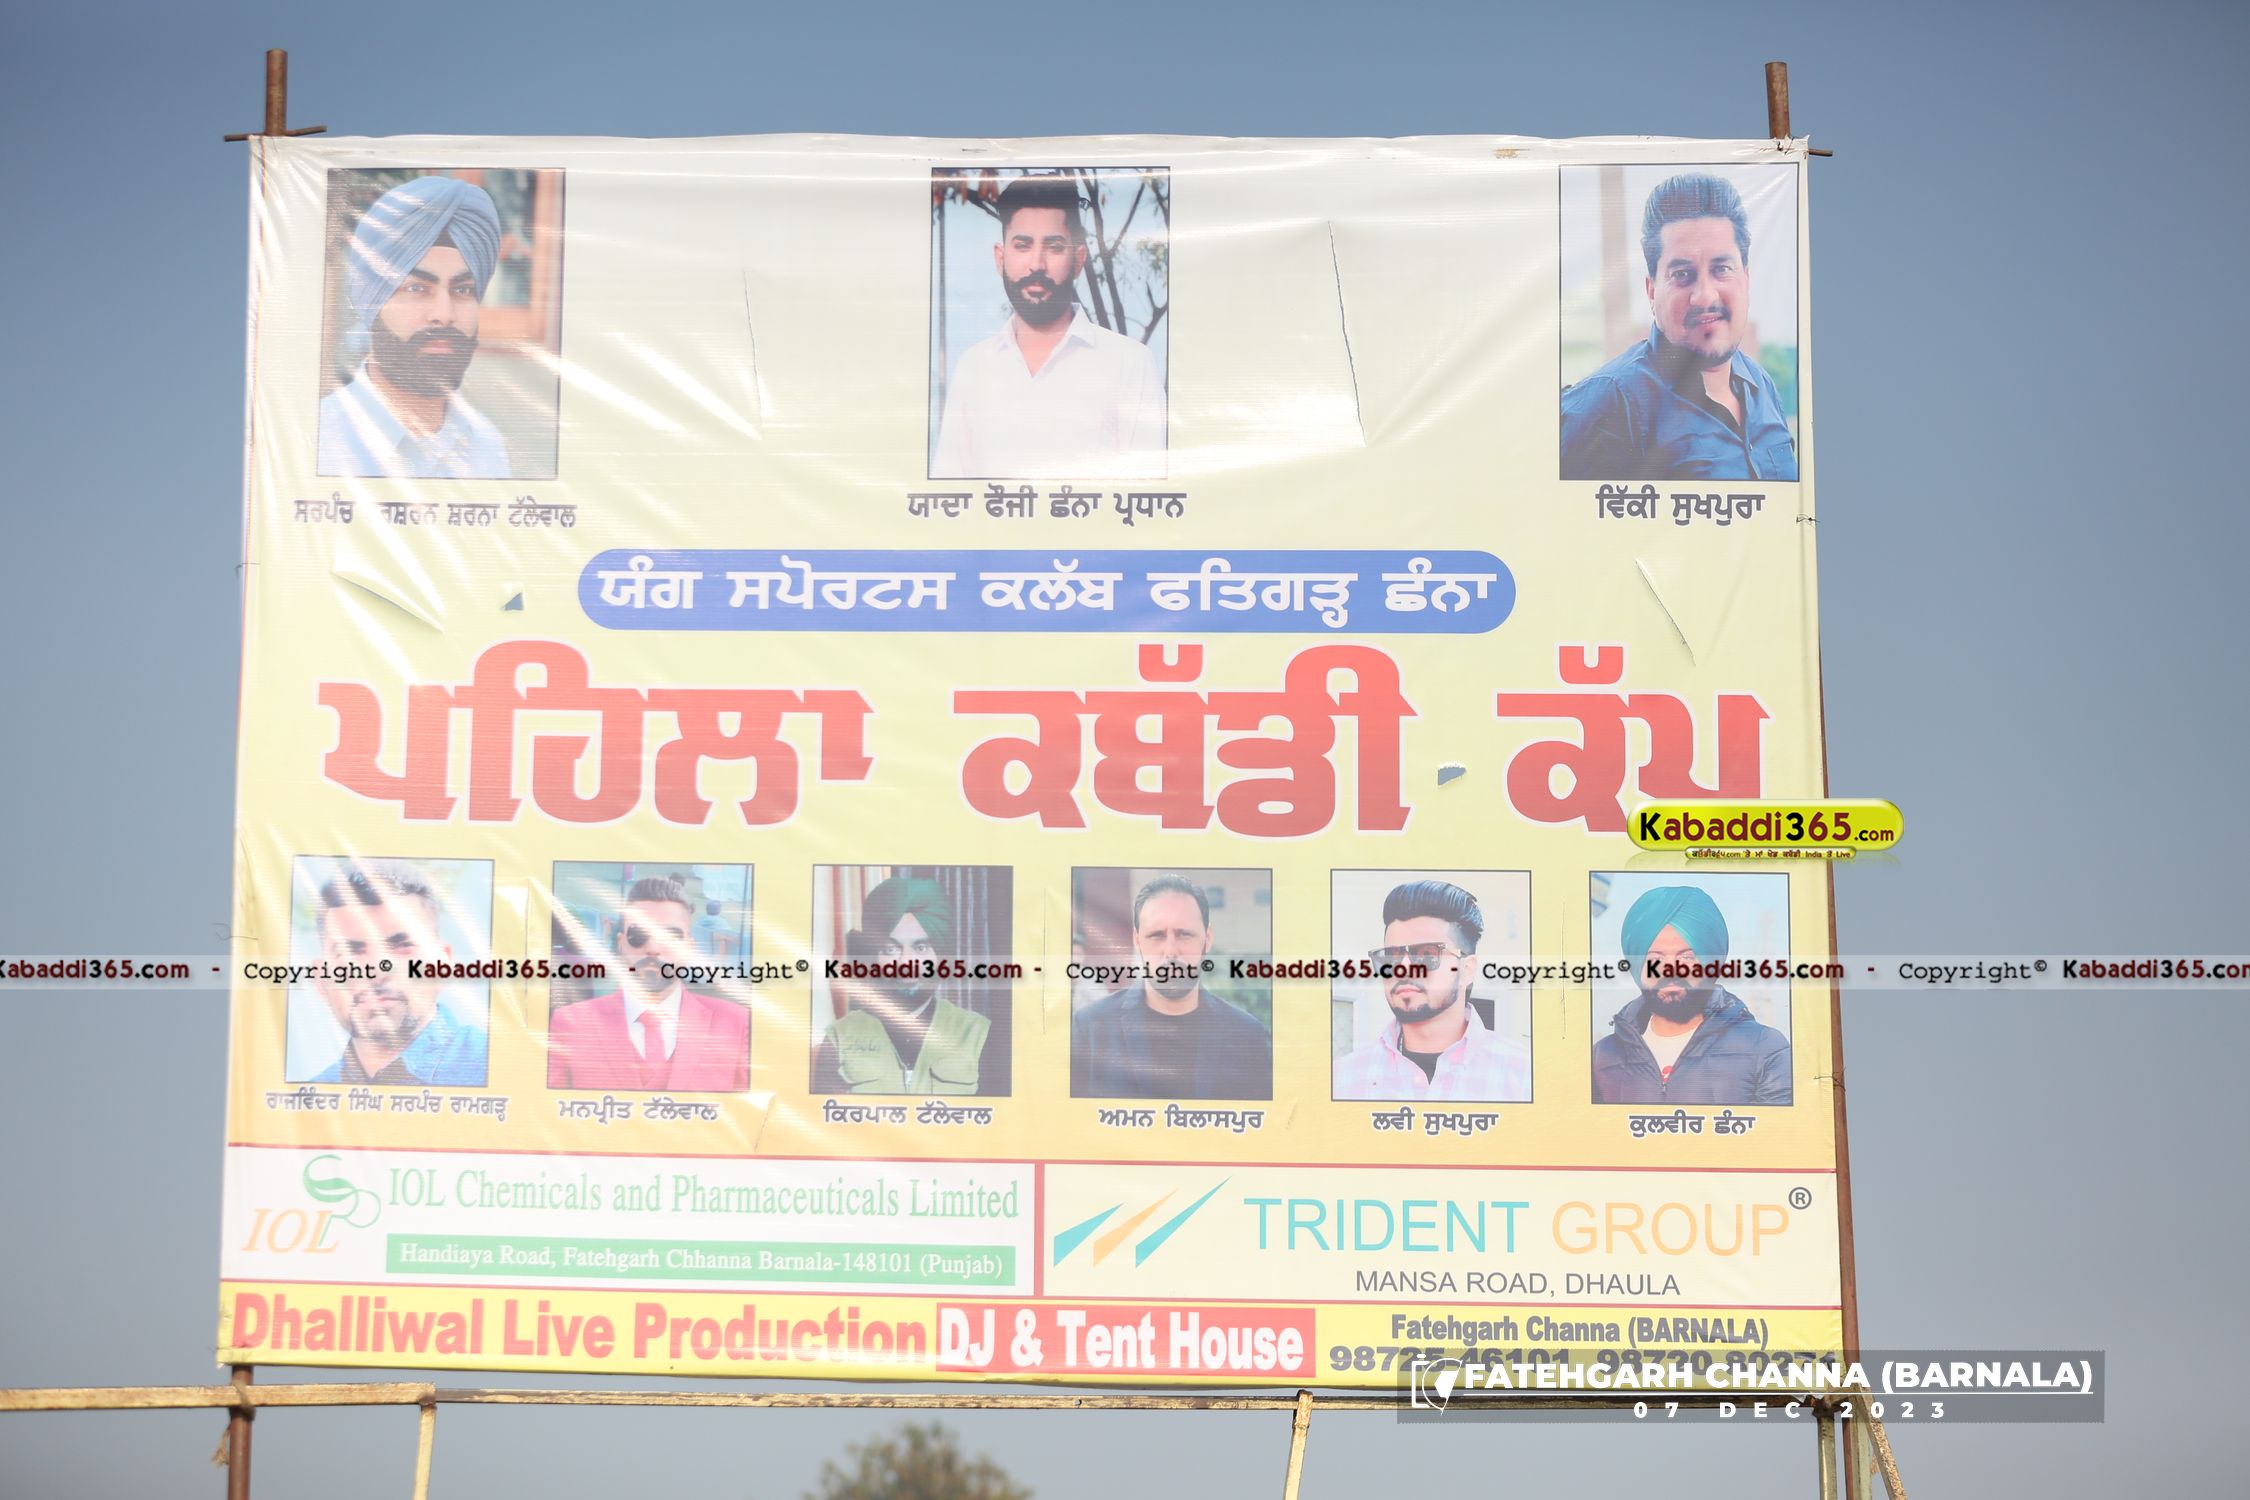 ਸਰਪੰਚ ਸ਼ਰਨਾ ਟੱਲੇਵਾਲ
ਯਾਦਾ ਫੌਜੀ ਛੰਨਾ ਪ੍ਰਧਾਨ
ਵਿੱਕੀ ਸੁਖਪੁਰਾ
ਯੰਗ ਸਪੋਰਟਸ ਕਲੱਬ ਫਤਿਗੜ੍ਹ ਛੰਨਾ
ਪਹਿਲਾ ਕਬੱਡੀ ਕੱਪ
Kabaddi365.com
Kabaddi365.com - Copyright© Kabaddi365.com - Copyright© Kabaddi365.com - Copyright© Kabaddi365.com - Copyright© Kabaddi365.com - Copyright© Kabaddi365.com
ਰਾਜਵਿੰਦਰ ਸਿੰਘ ਸਰਪੰਚ ਰਾਮਗੜ੍ਹ
ਮਨਪ੍ਰੀਤ ਟੱਲੇਵਾਲ
ਕਿਰਪਾਲ ਟੱਲੇਵਾਲ
ਅਮਨ ਬਿਲਾਸਪੁਰ
ਲਵੀ ਸੁਖਪੁਰਾ
ਕੁਲਵੀਰ ਛੰਨਾ
IOL
IOL Chemicals and Pharmaceuticals Limited
Handiaya Road, Fatehgarh Chhanna Barnala-148101 (Punjab)
TRIDENT GROUP®
MANSA ROAD, DHAULA
Dhalliwal Live Production DJ & Tent House
Fatehgarh Channa (BARNALA)
98725-46101
FATEHGARH CHANNA (BARNALA)
07 DEC 2023